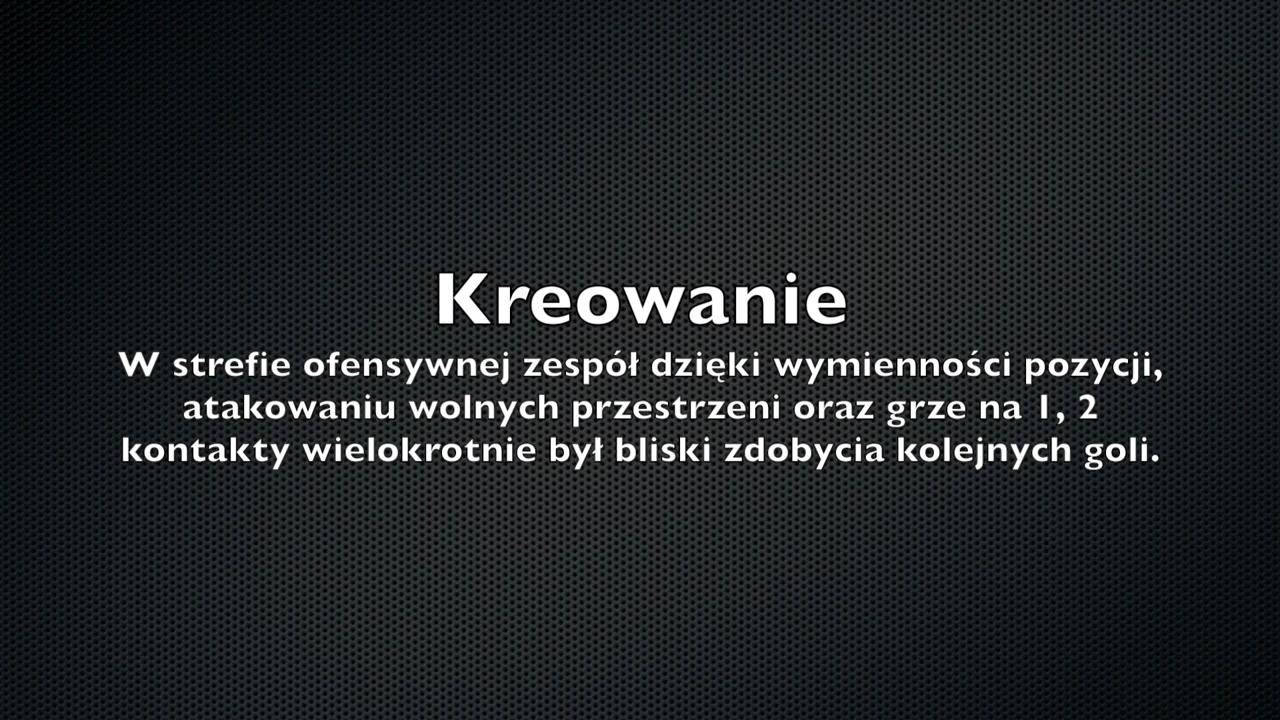 Kreowanie
W strefie ofensywnej zespół dzięki wymienności pozycji,
atakowaniu wolnych przestrzeni oraz grze na 1, 2
kontakty wielokrotnie był bliski zdobycia kolejnych goli.